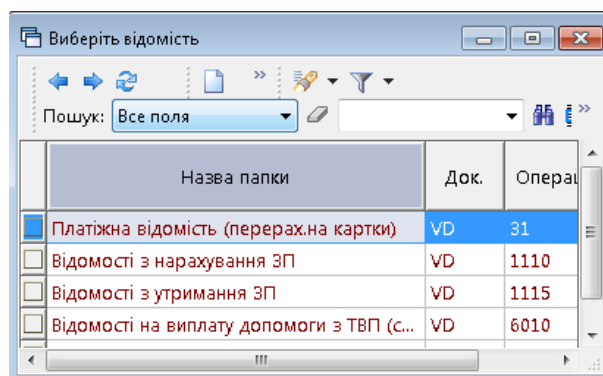 Виберіть відомість
Пошук: Все поля
Назва папки Док. Операц
Платіжна відомість (перерах.на картки) VD 31
Відомості з нарахування ЗП VD 1110
Відомості з утримання ЗП VD 1115
Відомості на виплату допомоги з ТВП (с... VD 6010